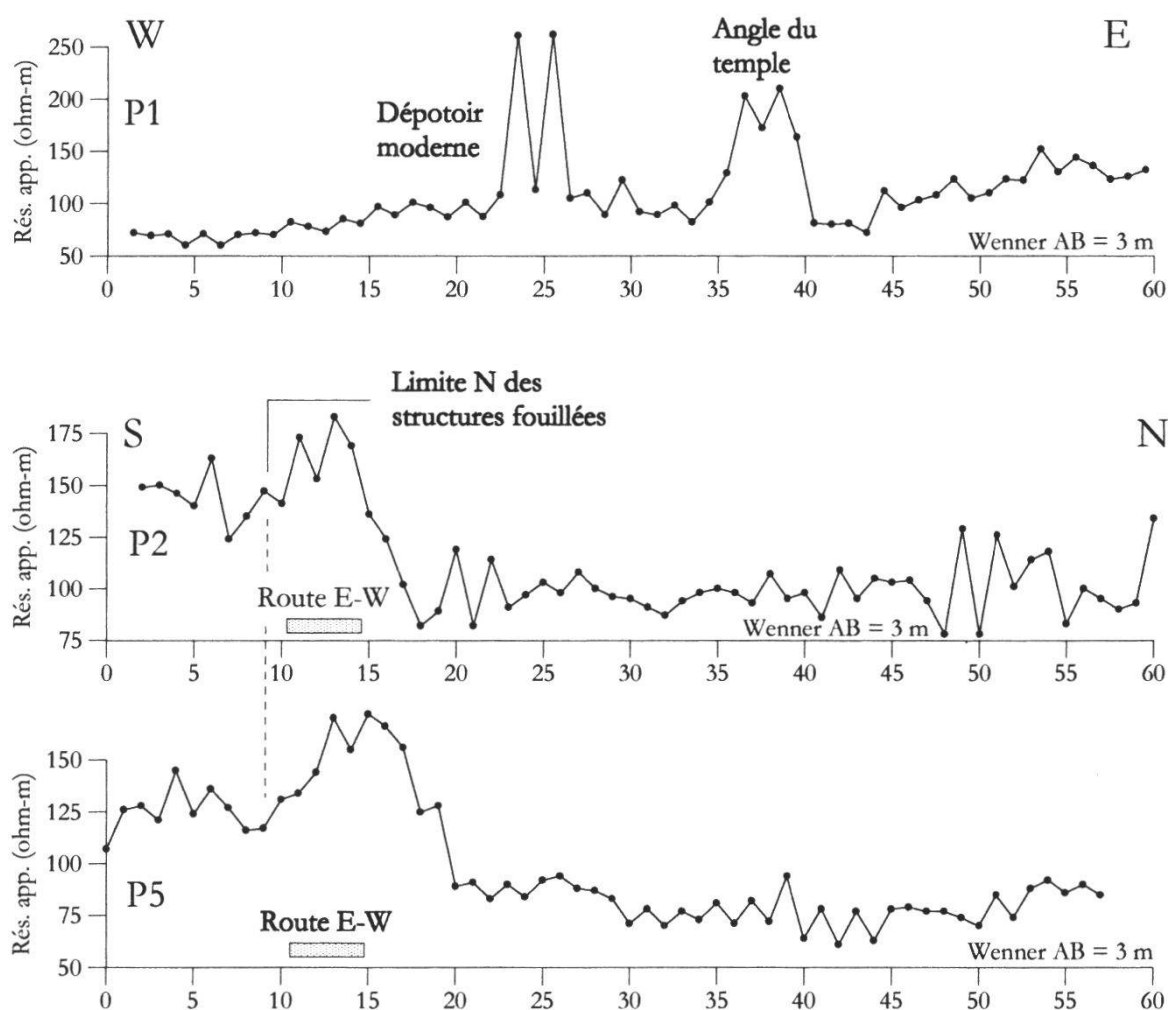 W
Angle du
temple
E
Rés. app. (ohm-m)
250
200
150
100
50
P1
Dépotoir
moderne
Wenner AB = 3 m
0 5 10 15 20 25 30 35 40 45 50 55 60
Limite N des
structures fouillées
S
N
Rés. app. (ohm-m)
175
150
125
100
75
P2
Route E-W
Wenner AB = 3 m
0 5 10 15 20 25 30 35 40 45 50 55 60
Rés. app. (ohm-m)
150
125
100
75
50
P5
Route E-W
Wenner AB = 3 m
0 5 10 15 20 25 30 35 40 45 50 55 60